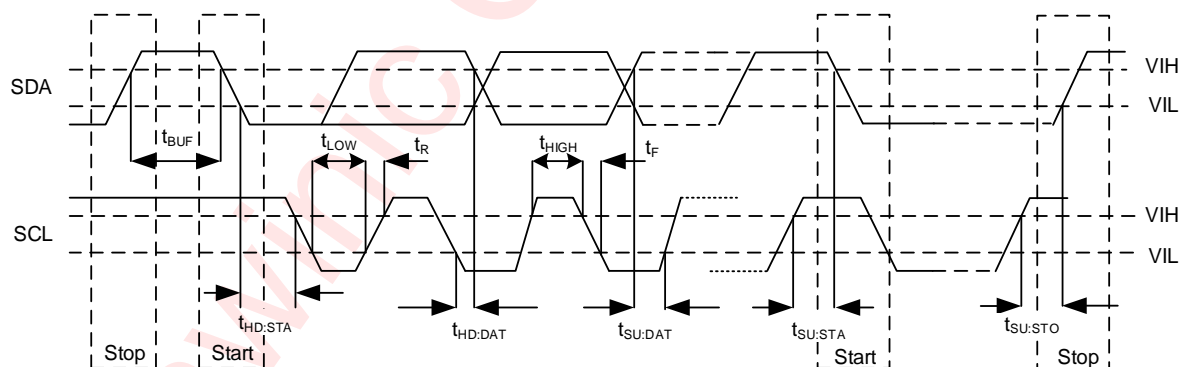 SDA
VIH
VIL
tBUF
tLOW
tR
tHIGH
tF
SCL
VIH
VIL
tHD:STA
tHD:DAT
tSU:DAT
tSU:STA
tSU:STO
Stop
Start
Start
Stop